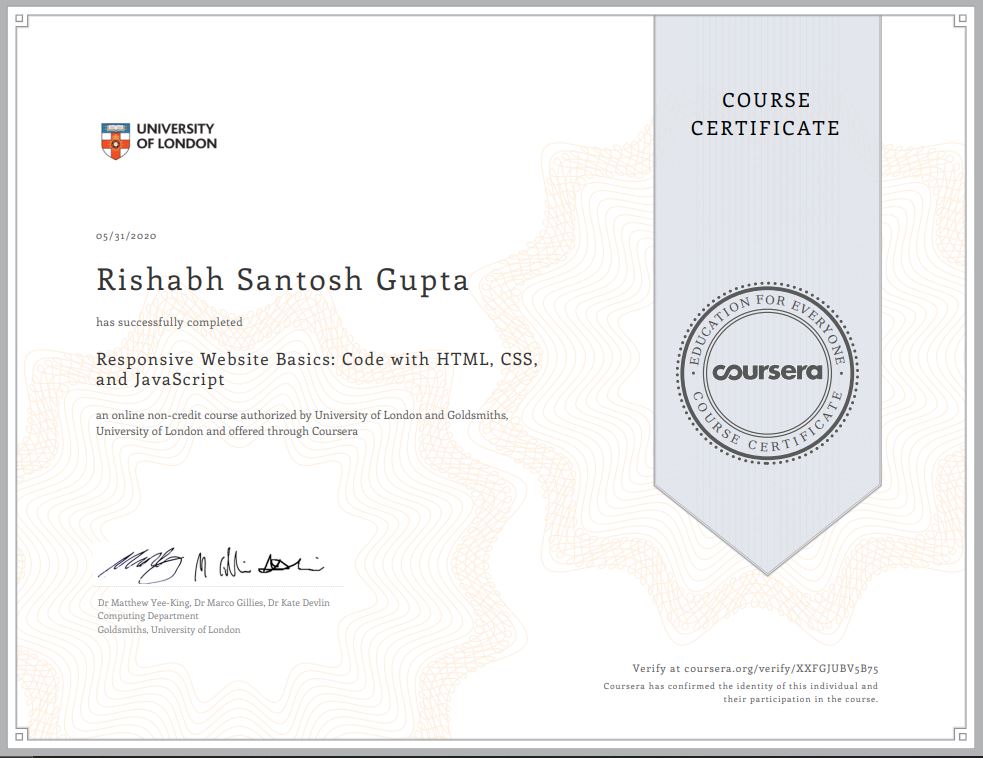 COURSE
CERTIFICATE
UNIVERSITY
OF LONDON
05/31/2020
Rishabh Santosh Gupta
has successfully completed
Responsive Website Basics: Code with HTML, CSS,
and JavaScript
an online non-credit course authorized by University of London and Goldsmiths,
University of London and offered through Coursera
EDUCATION FOR EVERYONE
coursera
COURSE CERTIFICATE
Dr Matthew Yee-King, Dr Marco Gillies, Dr Kate Devlin
Computing Department
Goldsmiths, University of London
Verify at coursera.org/verify/XXFGJUBV5B75
Coursera has confirmed the identity of this individual and
their participation in the course.